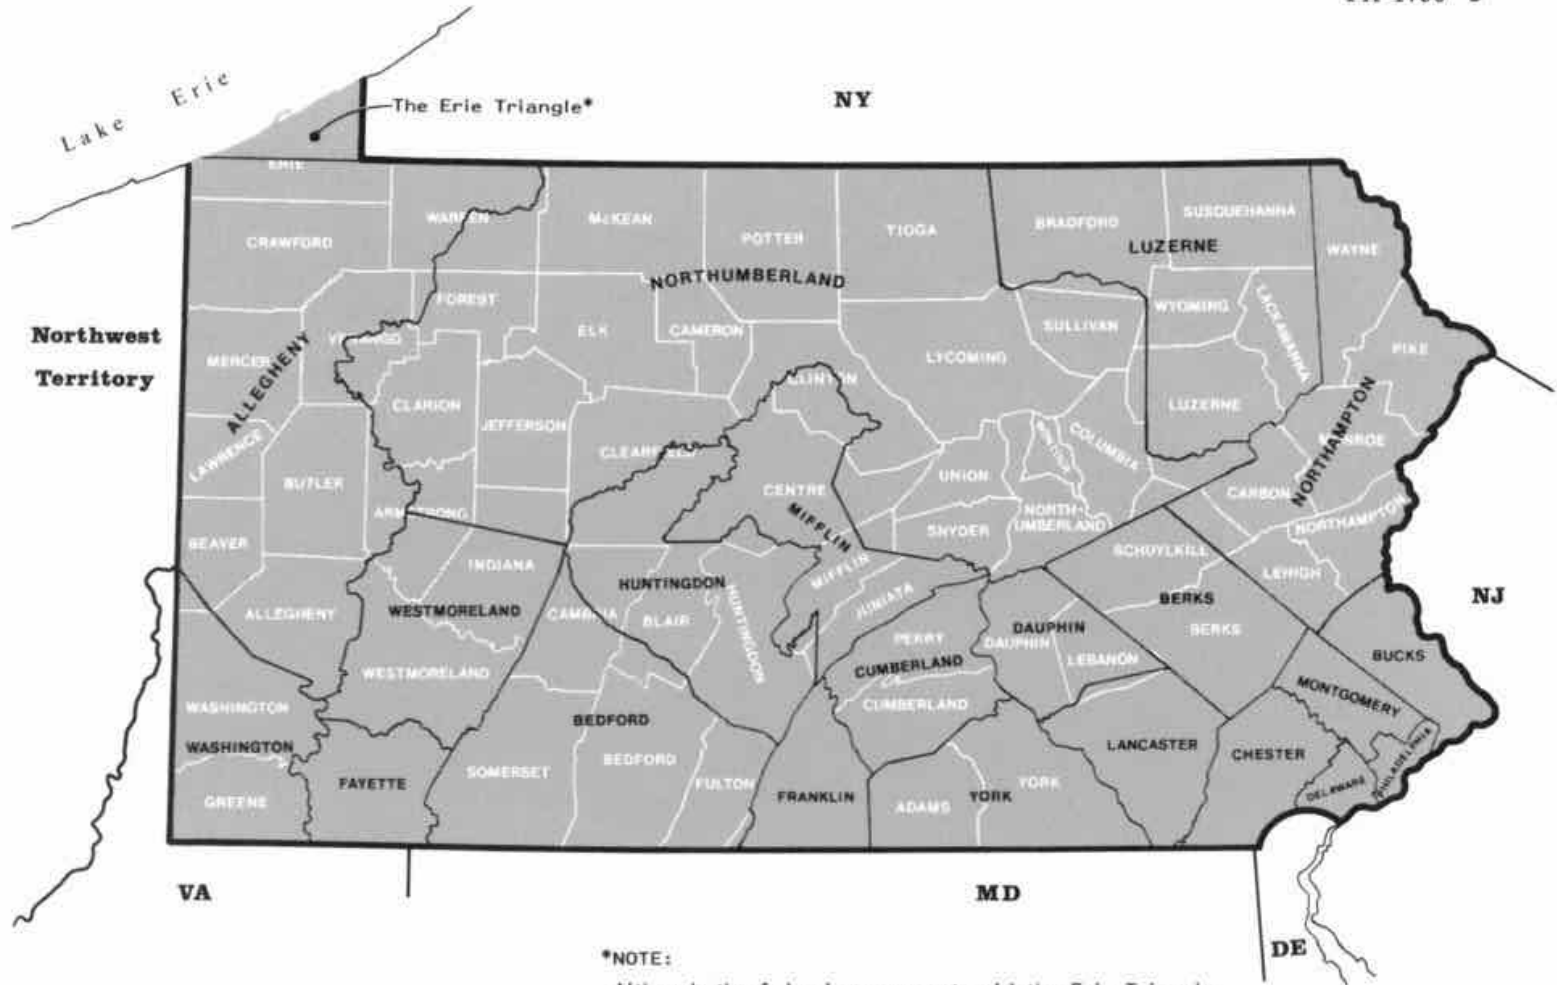 Lake Erie
The Erie Triangle*
NY
ERIE
CRAWFORD
WARREN
McKEAN
POTTER
TIOGA
BRADFORD
SUSQUEHANNA
WAYNE
LUZERNE
NORTHUMBERLAND
Northwest
Territory
MERCER
ALLEGHENY
VENANGO
FOREST
ELK
CAMERON
LYCOMING
SULLIVAN
WYOMING
LACKAWANNA
PIKE
CLARION
JEFFERSON
CLINTON
LUZERNE
NORTHAMPTON
MONROE
LAWRENCE
BUTLER
CLEARFIELD
CENTRE
UNION
MONTOUR
COLUMBIA
CARBON
ARMSTRONG
MIFFLIN
SNYDER
NORTH-
UMBERLAND
NORTHAMPTON
BEAVER
INDIANA
HUNTINGDON
MIFFLIN
SCHUYLKILL
LEHIGH
NJ
ALLEGHENY
WESTMORELAND
CAMBRIA
BLAIR
HUNTINGDON
JUNIATA
PERRY
DAUPHIN
DAUPHIN
BERKS
BERKS
WESTMORELAND
CUMBERLAND
LEBANON
BUCKS
WASHINGTON
BEDFORD
CUMBERLAND
MONTGOMERY
WASHINGTON
FAYETTE
SOMERSET
BEDFORD
FULTON
FRANKLIN
ADAMS
YORK
YORK
LANCASTER
CHESTER
DELAWARE
PHILADELPHIA
GREENE
VA
MD
DE
*NOTE: